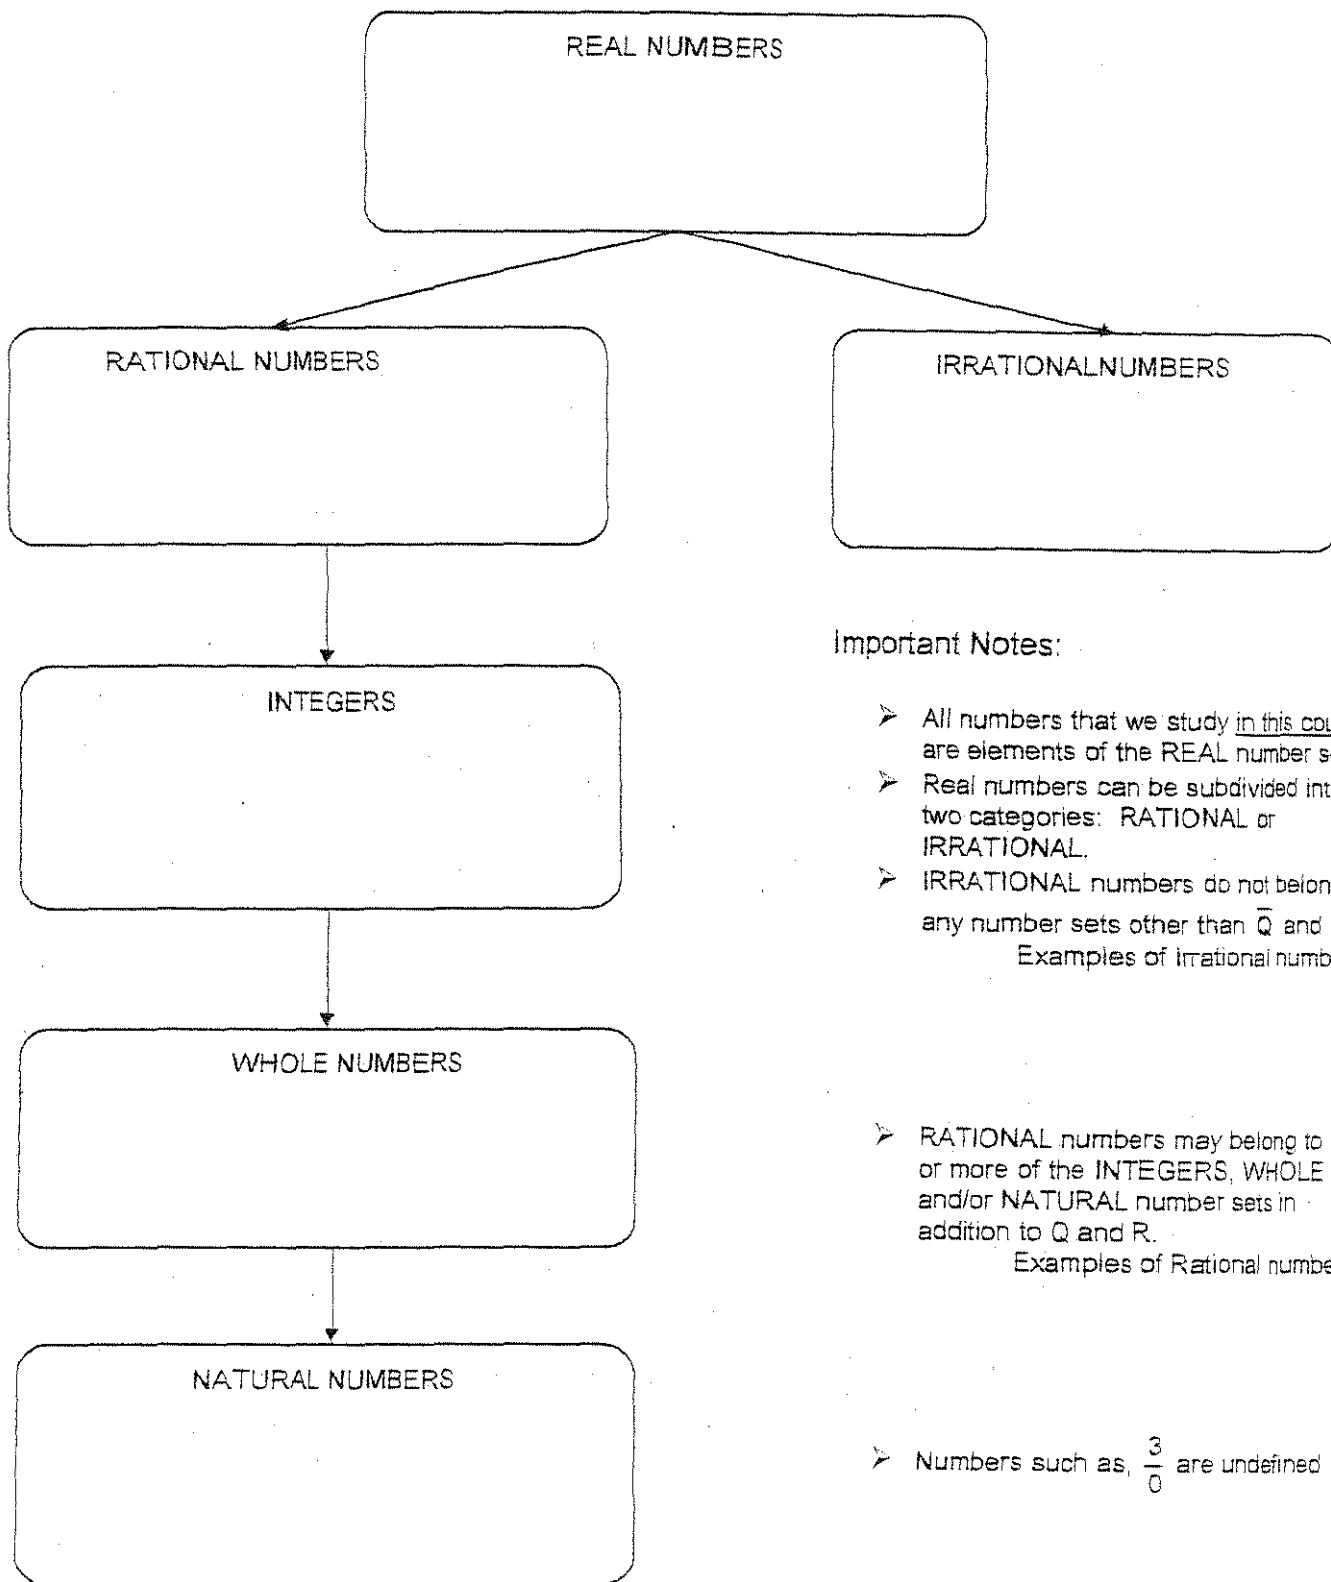 REAL NUMBERS
RATIONAL NUMBERS
IRRATIONALNUMBERS
INTEGERS
WHOLE NUMBERS
NATURAL NUMBERS
Important Notes:
➢ All numbers that we study in this cou
are elements of the REAL number s
➢ Real numbers can be subdivided int
two categories: RATIONAL or
IRRATIONAL.
➢ IRRATIONAL numbers do not belon
any number sets other than Q̅ and
Examples of Irrational numb
➢ RATIONAL numbers may belong to
or more of the INTEGERS, WHOLE
and/or NATURAL number sets in
addition to Q and R.
Examples of Rational numbe
➢ Numbers such as, 3/0 are undefined